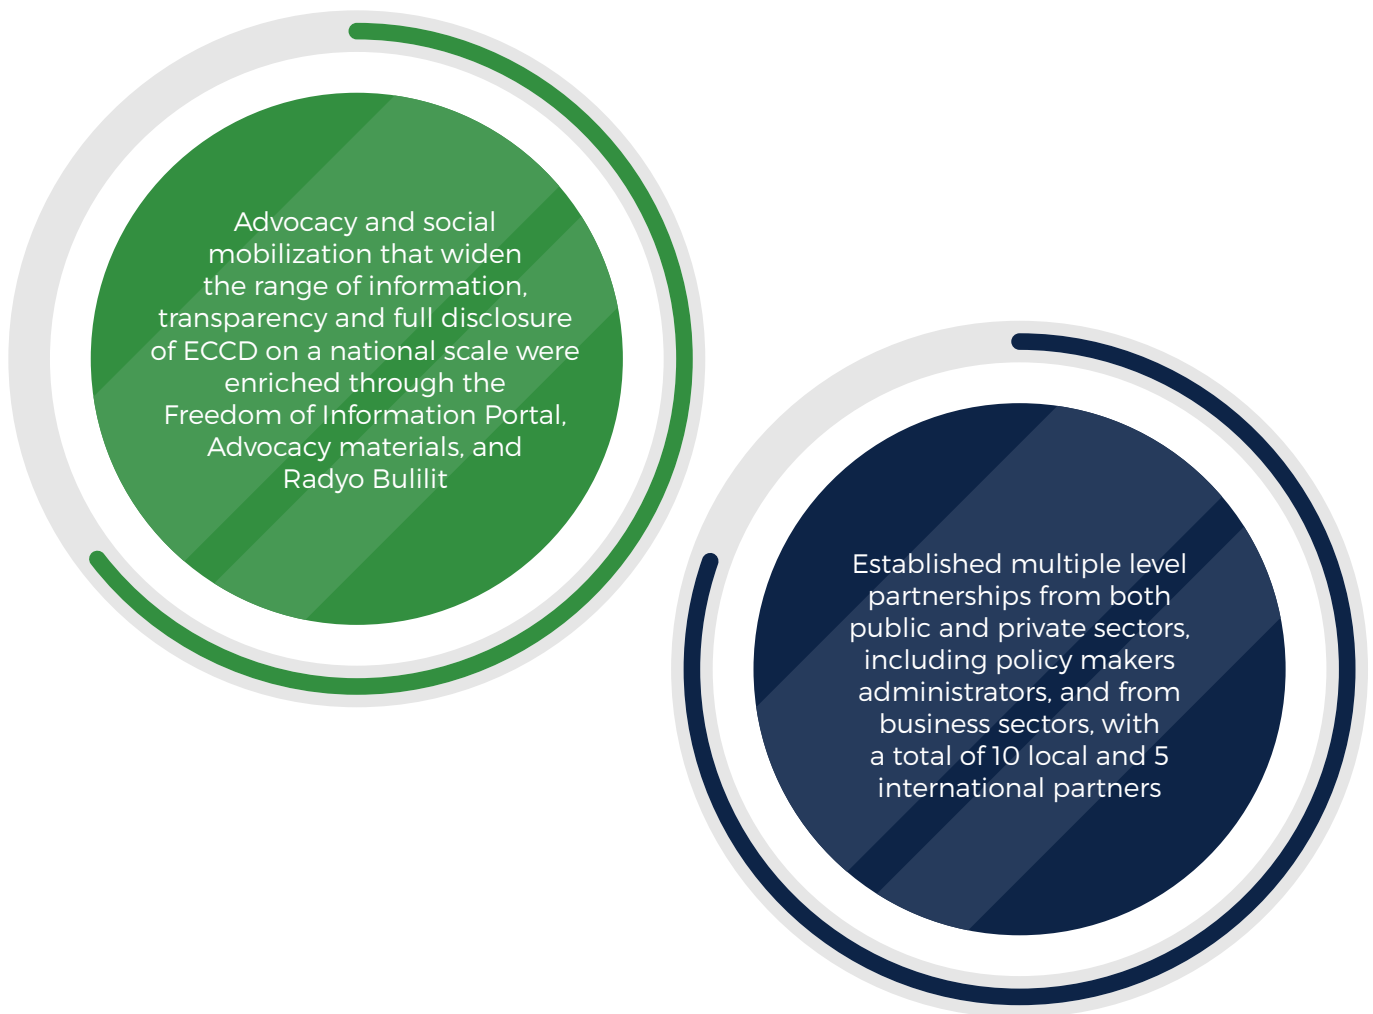 Advocacy and social
mobilization that widen
the range of information,
transparency and full disclosure
of ECCD on a national scale were
enriched through the
Freedom of Information Portal,
Advocacy materials, and
Radyo Bulilit
Established multiple level
partnerships from both
public and private sectors,
including policy makers
administrators, and from
business sectors, with
a total of 10 local and 5
international partners